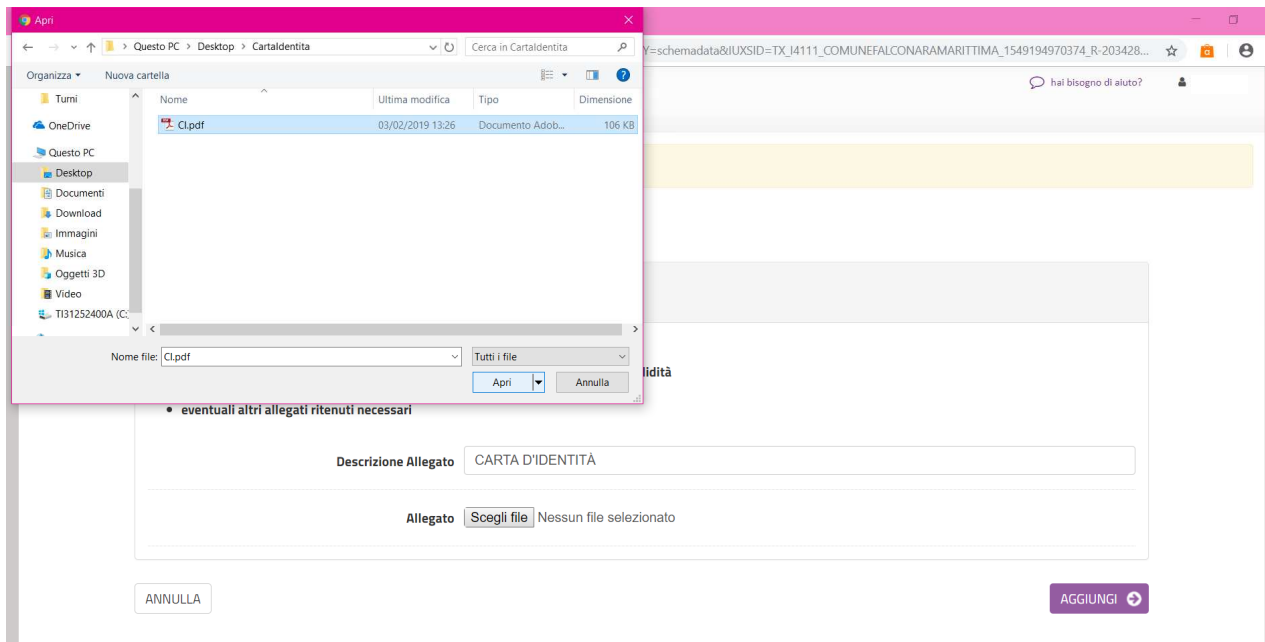 Apri
Questo PC > Desktop > CartaIdentita
Cerca in CartaIdentita
Y=schemadata&IUXSID=TX_I4111_COMUNEFALCONARAMARITTIMA_1549194970374_R-203428...
Organizza
Nuova cartella
hai bisogno di aiuto?
Turni
OneDrive
Questo PC
Desktop
Documenti
Download
Immagini
Musica
Oggetti 3D
Video
TI31252400A (C:
Nome Ultima modifica Tipo Dimensione
CI.pdf 03/02/2019 13:26 Documento Adob... 106 KB
Nome file: CI.pdf
Tutti i file
Apri
Annulla
lidità
• eventuali altri allegati ritenuti necessari
Descrizione Allegato CARTA D'IDENTITÀ
Allegato Scegli file Nessun file selezionato
ANNULLA
AGGIUNGI